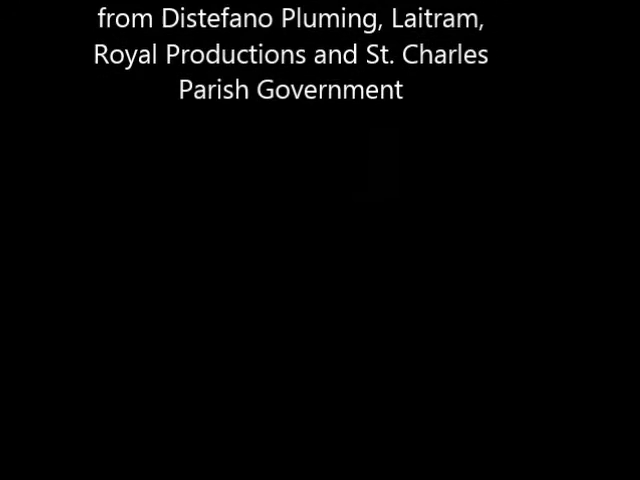 from Distefano Pluming, Laitram,
Royal Productions and St. Charles
Parish Government